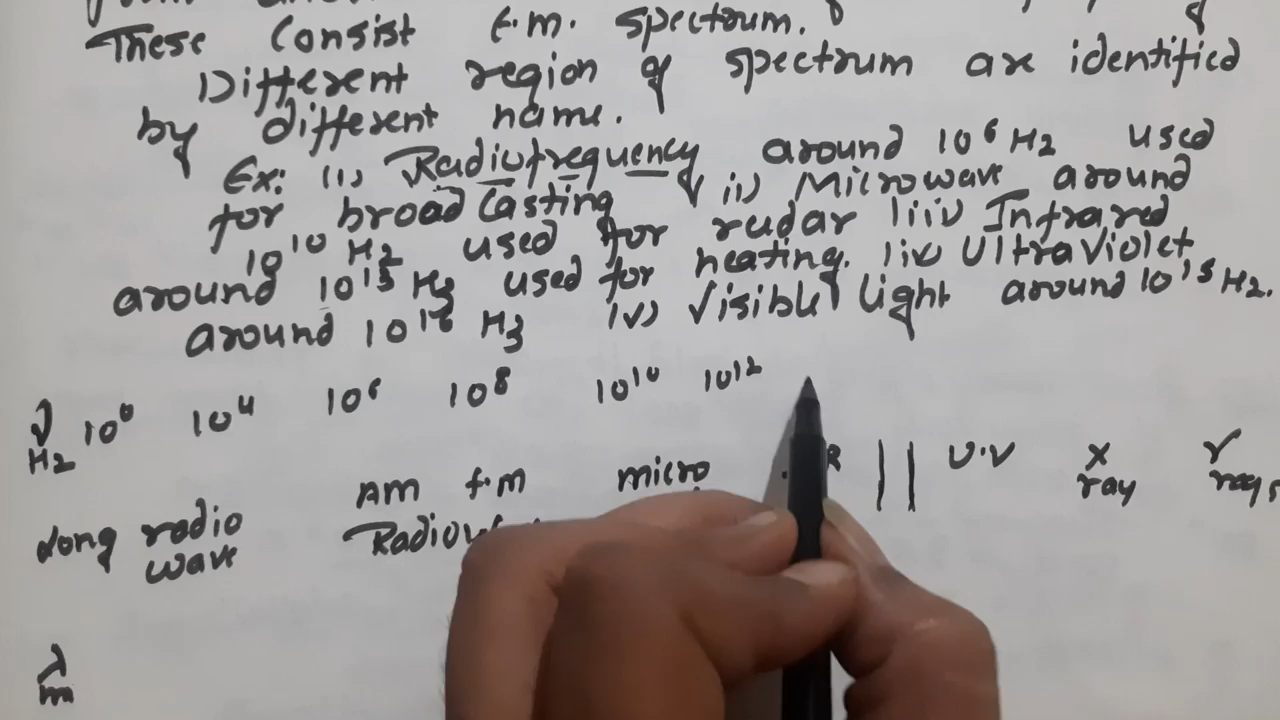 These consist E.m. spectrum.
Different region of spectrum are identified
by different name.
Ex: (i) Radiofrequency around 10⁶ Hz used
for broad casting ii) Microwave around
10¹⁰ Hz used for rudar (iii) Infrared
around 10¹³ Hz used for heating. (iv) Ultraviolet
around 10¹⁶ Hz (v) Visible light around 10¹⁵ Hz.
ν 10⁰ 10⁴ 10⁶ 10⁸ 10¹⁰ 10¹²
Hz
Long radio AM f.m micro U.V X γ
wave ray rays
λ
m